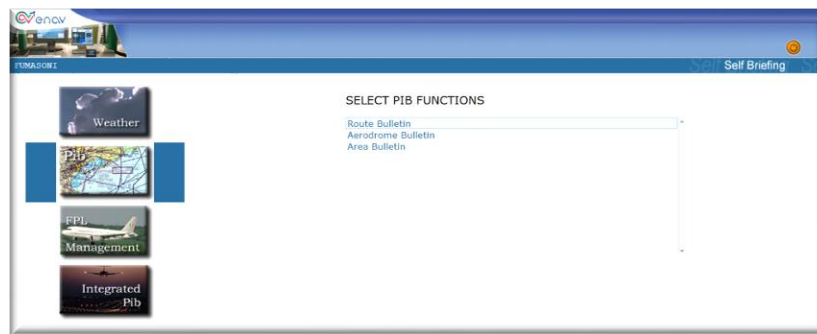 enav
FUMASONI
Self Briefing
Weather
SELECT PIB FUNCTIONS
Route Bulletin
Aerodrome Bulletin
Area Bulletin
Pib
FPL
Management
Integrated
Pib